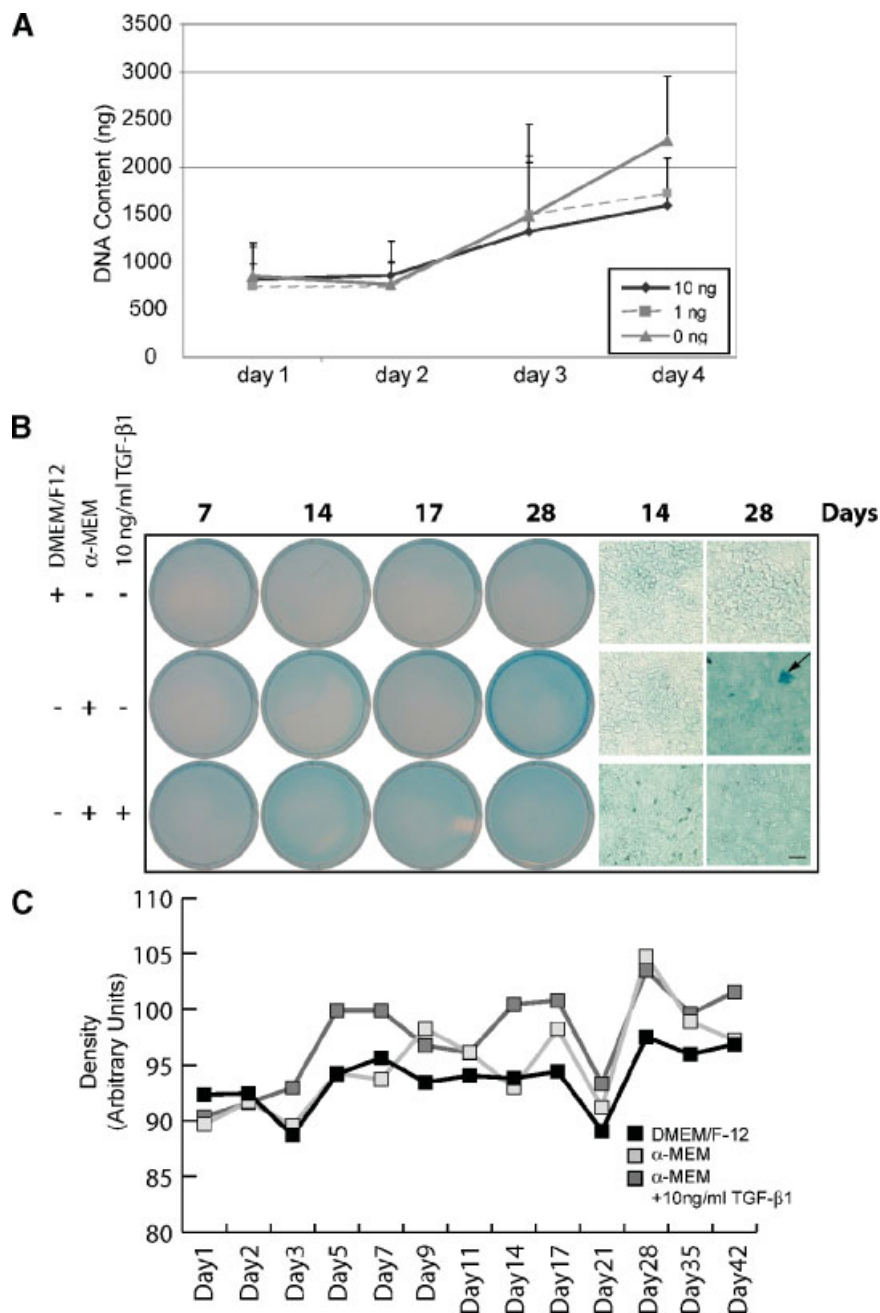 A
3500
3000
2500
2000
1500
1000
500
0
DNA Content (ng)
day 1 day 2 day 3 day 4
10 ng
1 ng
0 ng
B
DMEM/F12
α-MEM
10 ng/ml TGF-β1
7 14 17 28 14 28 Days
+ - -
- + -
- + +
C
110
105
100
95
90
85
80
Density
(Arbitrary Units)
DMEM/F-12
α-MEM
α-MEM
+10ng/ml TGF-β1
Day1 Day2 Day3 Day5 Day7 Day9 Day11 Day14 Day17 Day21 Day28 Day35 Day42